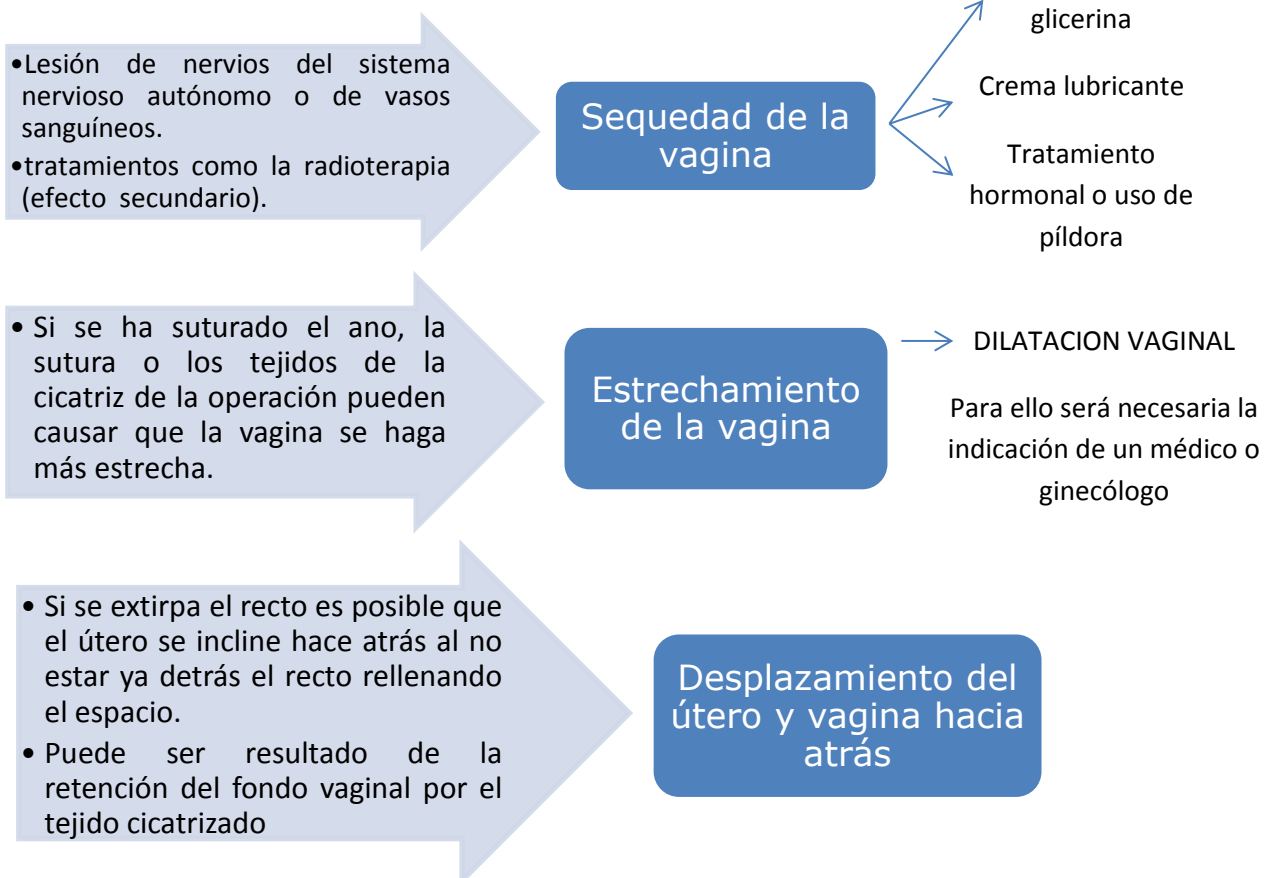 •Lesión de nervios del sistema
nervioso autónomo o de vasos
sanguíneos.
•tratamientos como la radioterapia
(efecto secundario).
Sequedad de la
vagina
glicerina
Crema lubricante
Tratamiento
hormonal o uso de
píldora
• Si se ha suturado el ano, la
sutura o los tejidos de la
cicatriz de la operación pueden
causar que la vagina se haga
más estrecha.
Estrechamiento
de la vagina
DILATACION VAGINAL
Para ello será necesaria la
indicación de un médico o
ginecólogo
• Si se extirpa el recto es posible que
el útero se incline hace atrás al no
estar ya detrás el recto rellenando
el espacio.
• Puede ser resultado de la
retención del fondo vaginal por el
tejido cicatrizado
Desplazamiento del
útero y vagina hacia
atrás